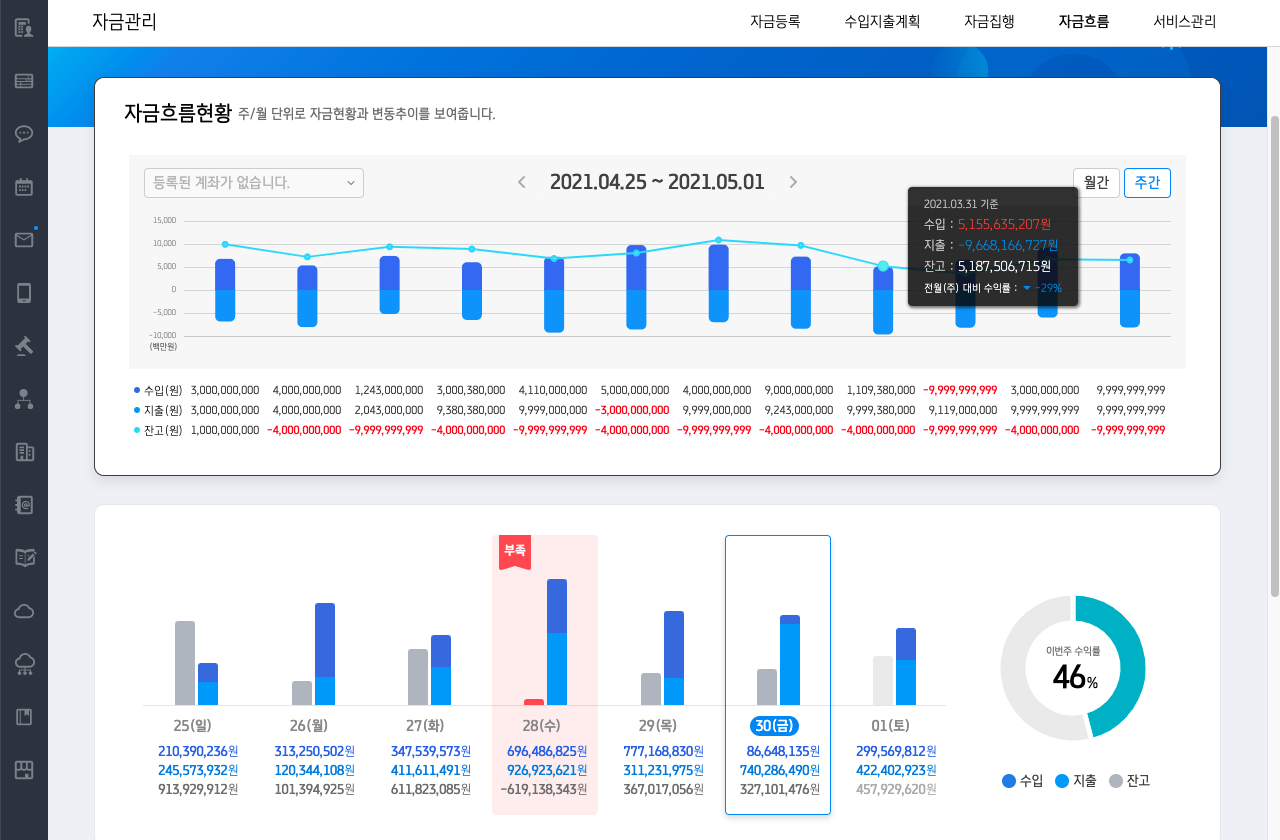 자금관리
자금등록 수입지출계획 자금집행 자금흐름 서비스관리
자금흐름현황 주/월 단위로 자금현황과 변동추이를 보여줍니다.
등록된 계좌가 없습니다.
2021.04.25 ~ 2021.05.01
월간 주간
2021.03.31 기준
수입 : 5,155,635,207원
지출 : -9,668,166,727원
잔고 : 5,187,506,715원
전월(주) 대비 수익률 : -29%
15,000
10,000
5,000
0
-5,000
-10,000
(백만원)
수입(원) 3,000,000,000 4,000,000,000 1,243,000,000 3,000,380,000 4,110,000,000 5,000,000,000 4,000,000,000 9,000,000,000 1,109,380,000 -9,999,999,999 3,000,000,000 9,999,999,999
지출(원) 3,000,000,000 4,000,000,000 2,043,000,000 9,380,380,000 9,999,000,000 -3,000,000,000 9,999,000,000 9,243,000,000 9,999,380,000 9,119,000,000 9,999,999,999 9,999,999,999
잔고(원) 1,000,000,000 -4,000,000,000 -9,999,999,999 -4,000,000,000 -9,999,999,999 -4,000,000,000 -9,999,999,999 -4,000,000,000 -4,000,000,000 -9,999,999,999 -4,000,000,000 -9,999,999,999
부족
25(일) 26(월) 27(화) 28(수) 29(목) 30(금) 01(토)
210,390,236원 313,250,502원 347,539,573원 696,486,825원 777,168,830원 86,648,135원 299,569,812원
245,573,932원 120,344,108원 411,611,491원 926,923,621원 311,231,975원 740,286,490원 422,402,923원
913,929,912원 101,394,925원 611,823,085원 -619,138,343원 367,017,056원 327,101,476원 457,929,620원
이번주 수익률
46%
수입 지출 잔고